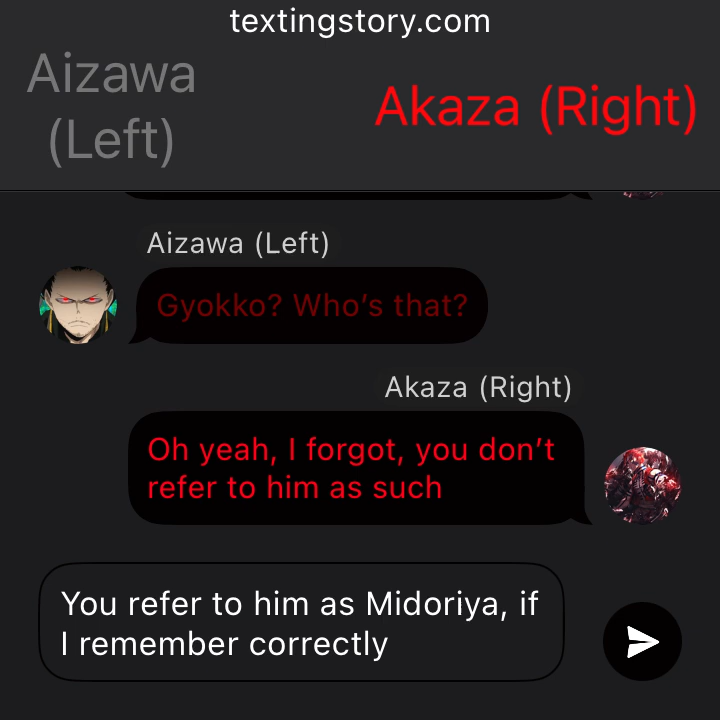 textingstory.com
Aizawa
(Left)
Akaza (Right)
Aizawa (Left)
Gyokko? Who’s that?
Akaza (Right)
Oh yeah, I forgot, you don’t
refer to him as such
You refer to him as Midoriya, if
I remember correctly